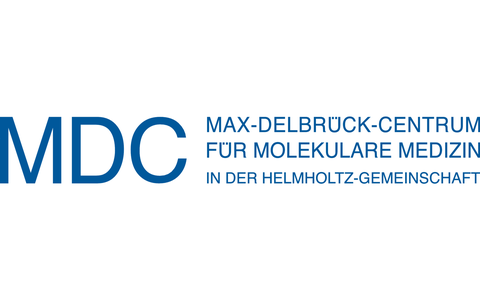 MDC
MAX-DELBRÜCK-CENTRUM
FÜR MOLEKULARE MEDIZIN
IN DER HELMHOLTZ-GEMEINSCHAFT